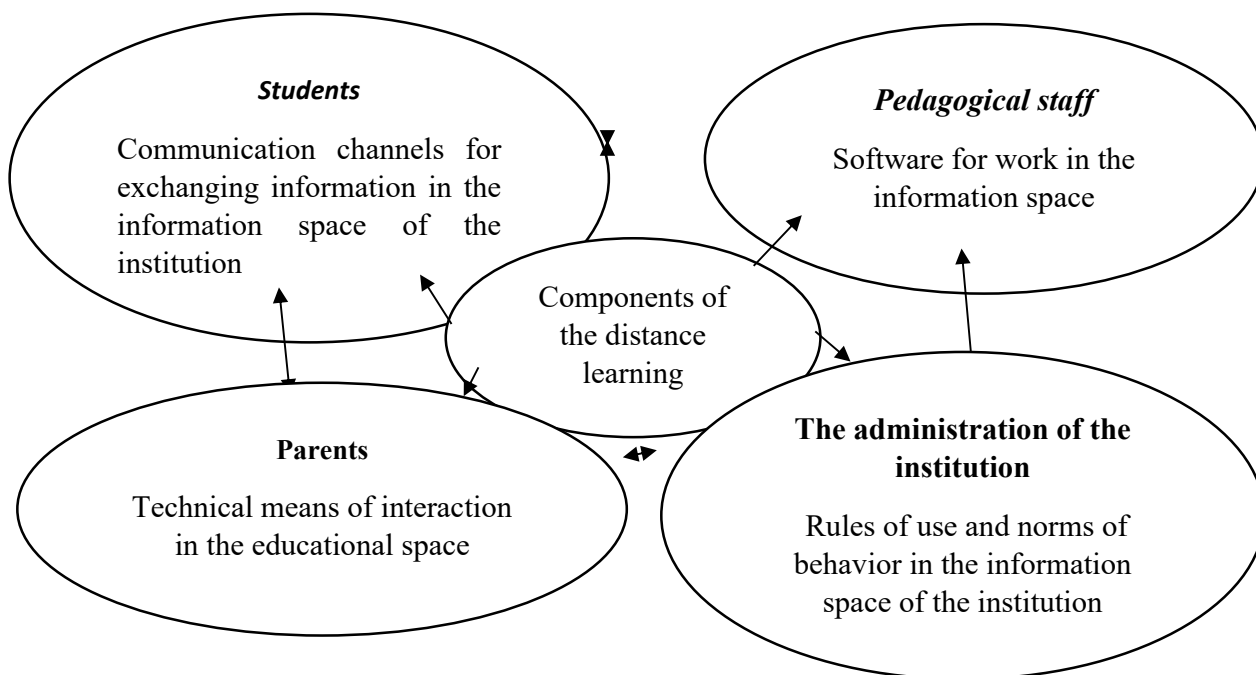 Students
Communication channels for
exchanging information in the
information space of the
institution
Pedagogical staff
Software for work in the
information space
Components of
the distance
learning
Parents
Technical means of interaction
in the educational space
The administration of the
institution
Rules of use and norms of
behavior in the information
space of the institution